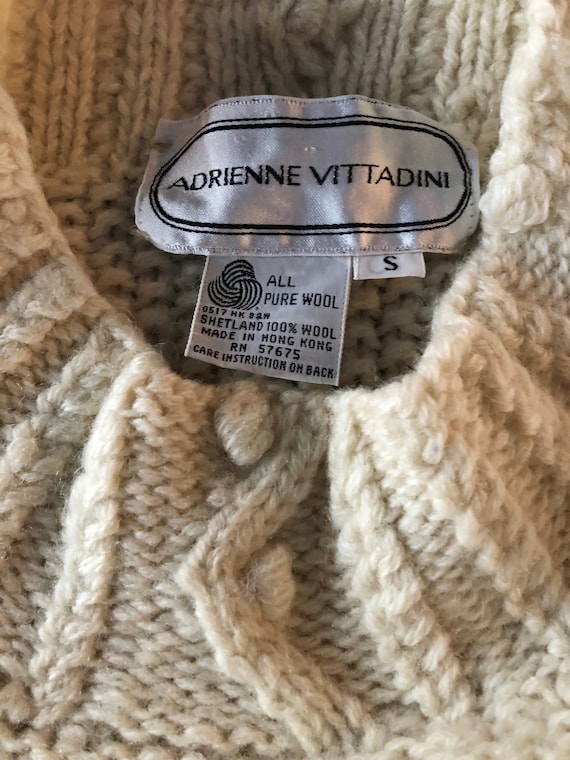 ADRIENNE VITTADINI
S
ALL
PURE WOOL
0517 HK 82W
SHETLAND 100% WOOL
MADE IN HONG KONG
RN 57675
CARE INSTRUCTION ON BACK